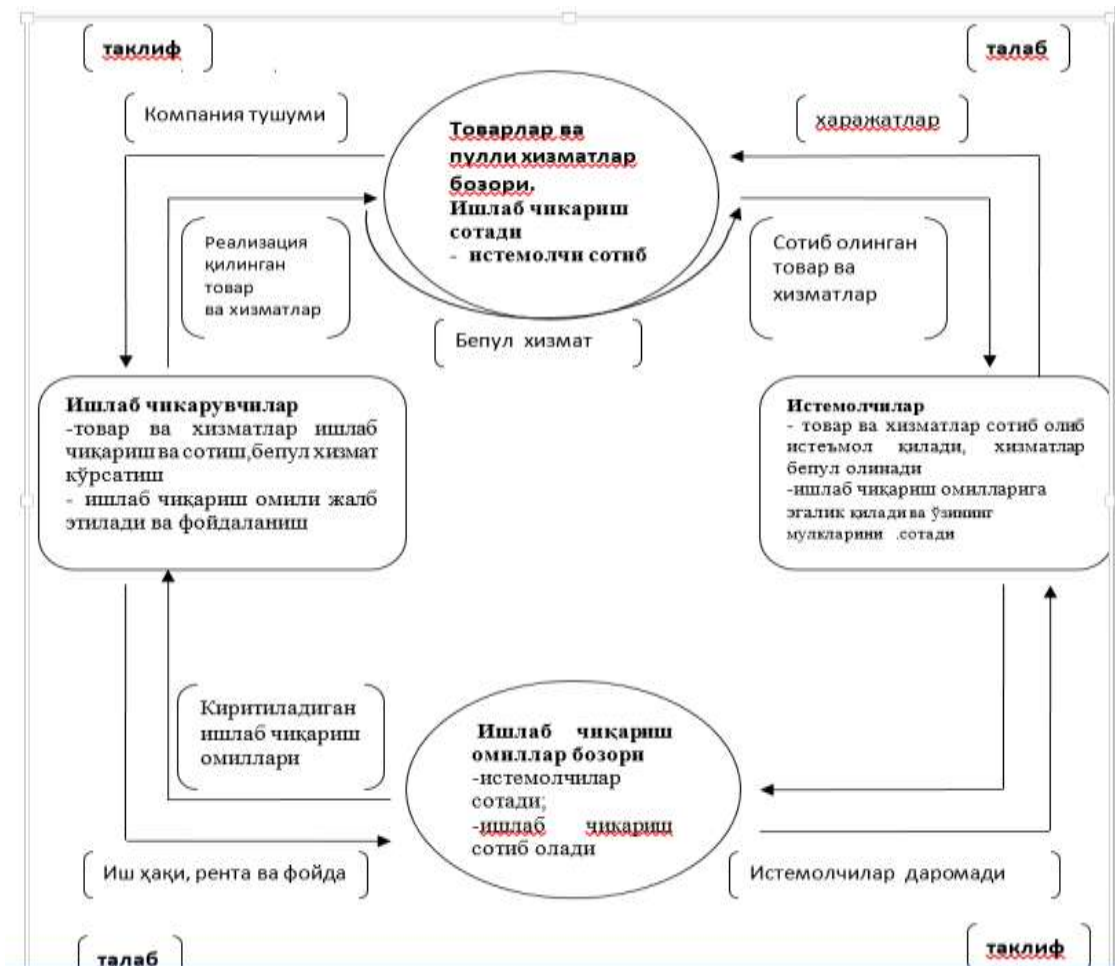 таклиф
талаб
Компания тушуми
харажатлар
Товарлар ва
пулли хизматлар
бозори.
Ишлаб чикариш
сотади
- истемолчи сотиб
Реализация
қилинган
товар
ва хизматлар
Сотиб олинган
товар ва
хизматлар
Бепул хизмат
Ишлаб чикарувчилар
-товар ва хизматлар ишлаб
чиқариш ва сотиш,бепул хизмат
кўрсатиш
- ишлаб чиқариш омили жалб
этилади ва фойдаланиш
Истемолчилар
- товар ва хизматлар сотиб олиб
истеъмол қилади, хизматлар
бепул олинади
-ишлаб чиқариш омилларига
эгалик қилади ва ўзининг
мулкларини .сотади
Киритиладиган
ишлаб чиқариш
омиллари
Ишлаб чиқариш
омиллар бозори
-истемолчилар
сотади;
-ишлаб чикариш
сотиб олади
Иш ҳақи, рента ва фойда
Истемолчилар даромади
талаб
таклиф